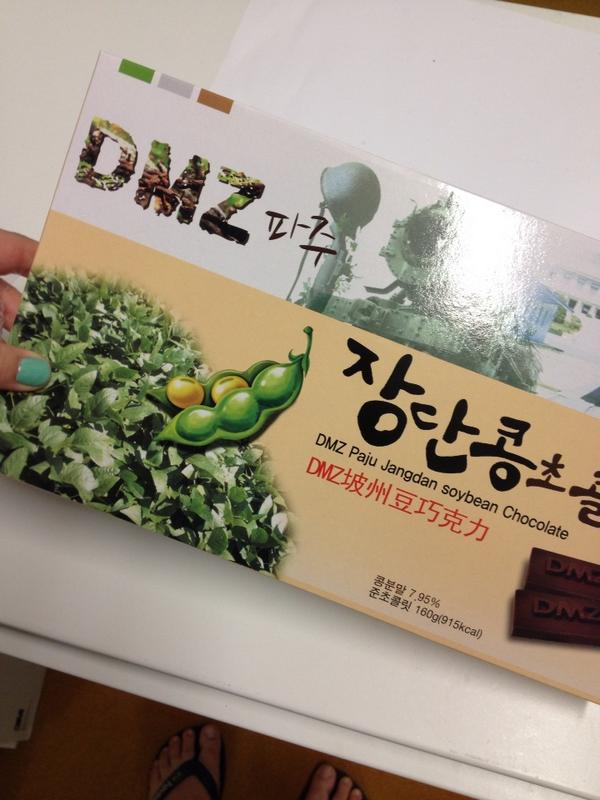 DMZ 파주
장단콩초콜
DMZ Paju Jangdan soybean Chocolate
DMZ坡州豆巧克力
콩분말 7.95%
준초콜릿 160g(915kcal)
DMZ
DMZ